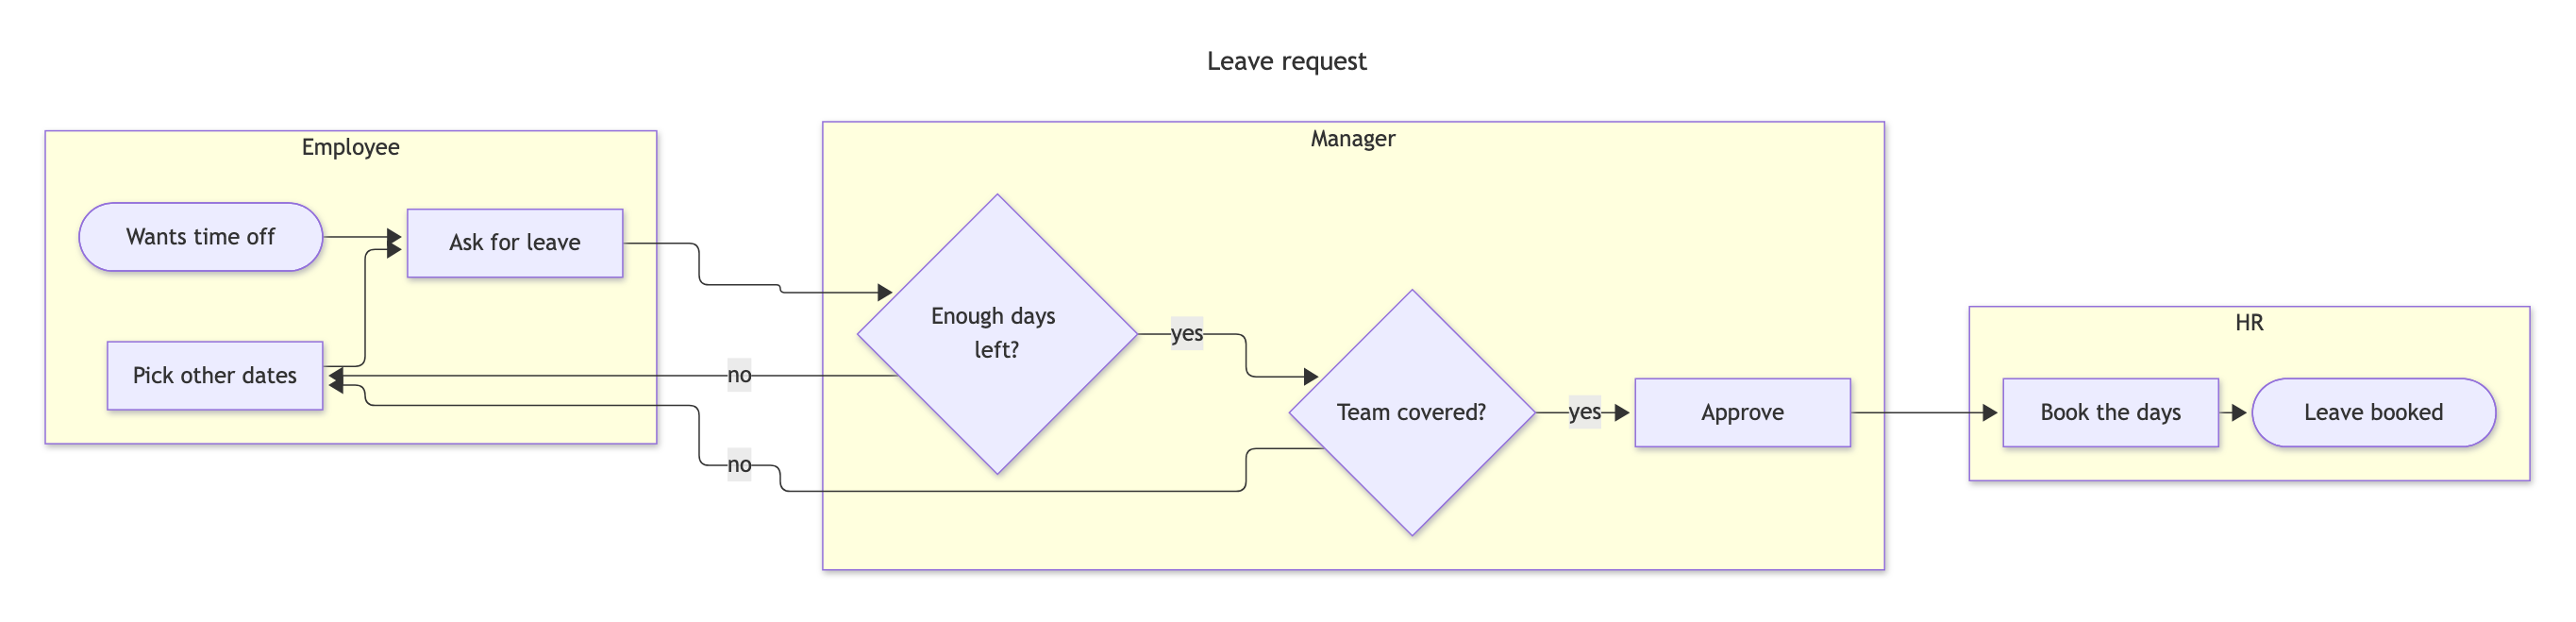 Leave request
Employee
Wants time off
Ask for leave
Pick other dates
Manager
Enough days
left?
yes
no
no
Team covered?
yes
Approve
HR
Book the days
Leave booked